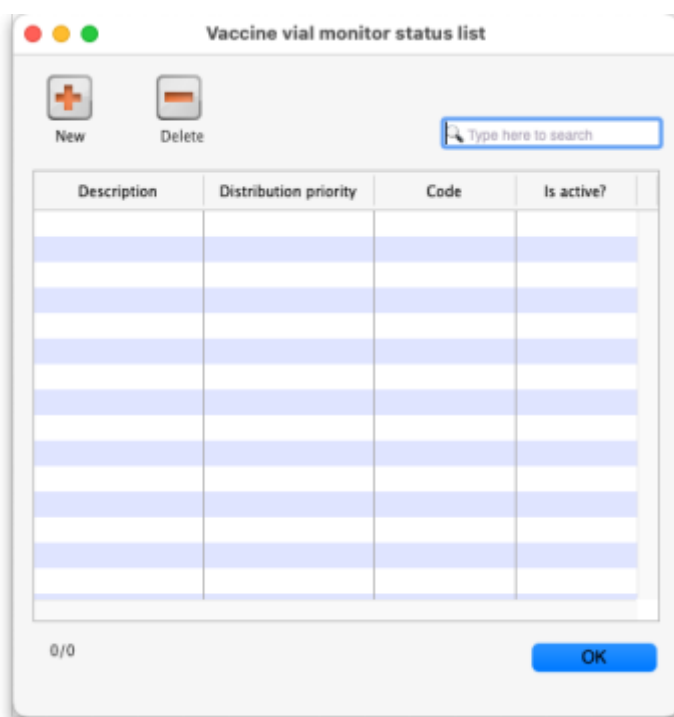 Vaccine vial monitor status list
New Delete
Type here to search
Description Distribution priority Code Is active?
0/0
OK